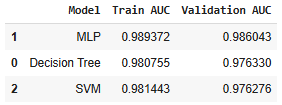 Model Train AUC Validation AUC
1 MLP 0.989372 0.986043
0 Decision Tree 0.980755 0.976330
2 SVM 0.981443 0.976276